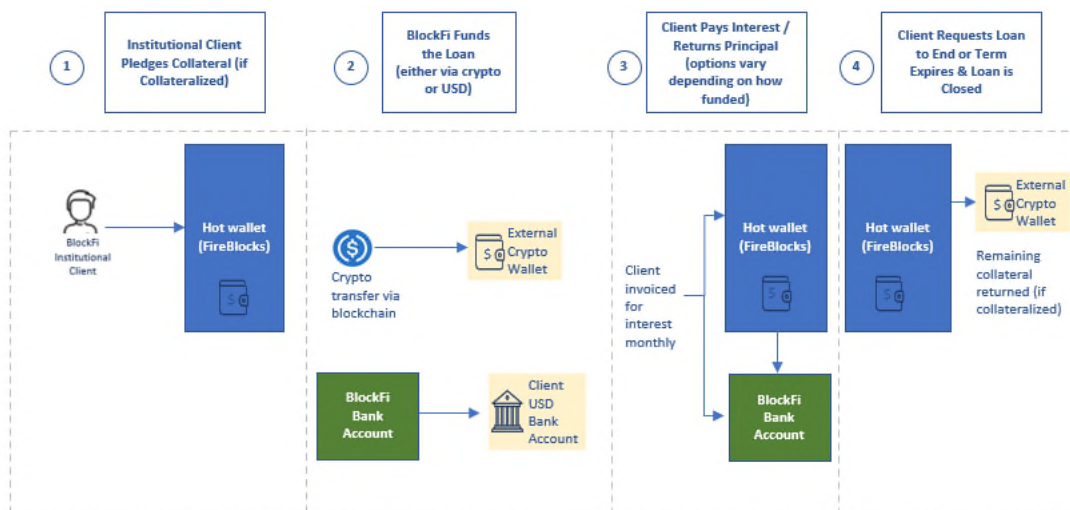 1
Institutional Client
Pledges Collateral (if
Collateralized)
2
BlockFi Funds
the Loan
(either via crypto
or USD)
3
Client Pays Interest /
Returns Principal
(options vary
depending on how
funded)
4
Client Requests Loan
to End or Term
Expires & Loan is
Closed
BlockFi
Institutional
Client
Hot wallet
(FireBlocks)
$
$
Crypto
transfer via
blockchain
$
External
Crypto
Wallet
BlockFi
Bank
Account
Client
USD
Bank
Account
Client
invoiced
for
interest
monthly
Hot wallet
(FireBlocks)
$
BlockFi
Bank
Account
Hot wallet
(FireBlocks)
$
$
External
Crypto
Wallet
Remaining
collateral
returned (if
collateralized)